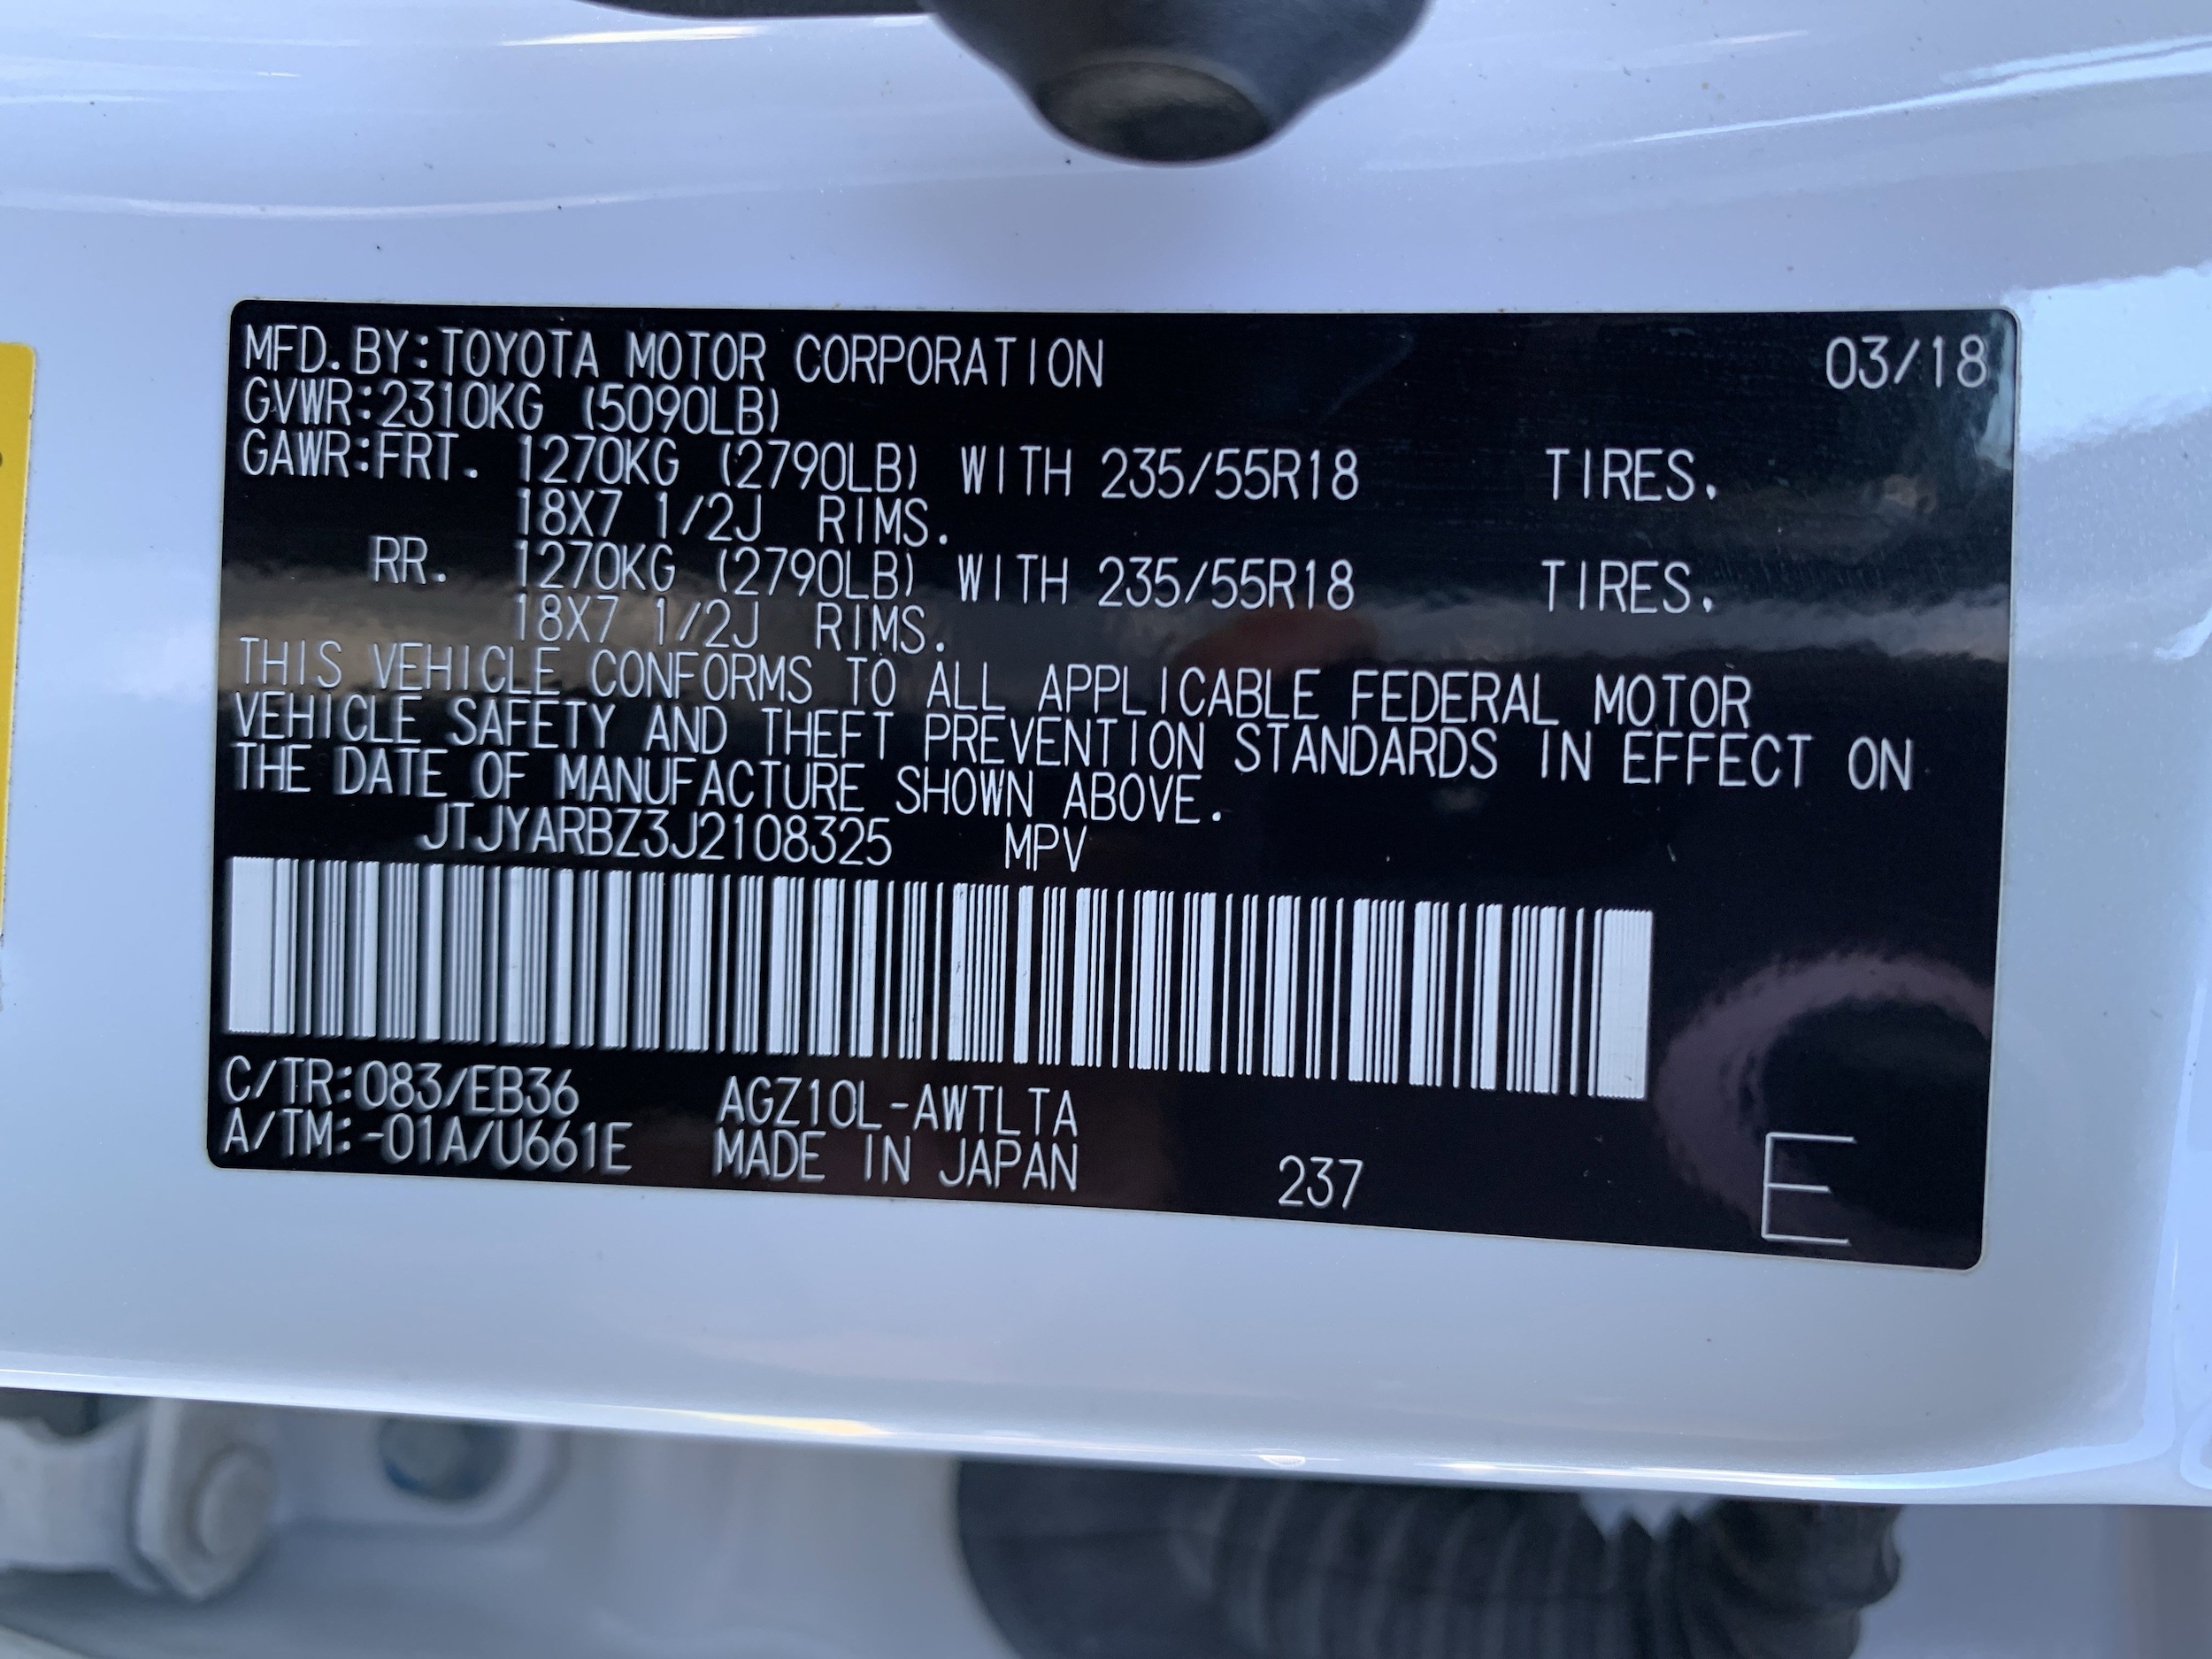 MFD.BY:TOYOTA MOTOR CORPORATION 03/18
GVWR:2310KG (5090LB)
GAWR:FRT. 1270KG (2790LB) WITH 235/55R18 TIRES.
18X7 1/2J RIMS.
RR. 1270KG (2790LB) WITH 235/55R18 TIRES.
18X7 1/2J RIMS.
THIS VEHICLE CONFORMS TO ALL APPLICABLE FEDERAL MOTOR
VEHICLE SAFETY AND THEFT PREVENTION STANDARDS IN EFFECT ON
THE DATE OF MANUFACTURE SHOWN ABOVE.
JTJYARBZ3J2108325 MPV
C/TR:083/EB36 AGZ10L-AWTLTA
A/TM:-01A/U661E MADE IN JAPAN 237 E